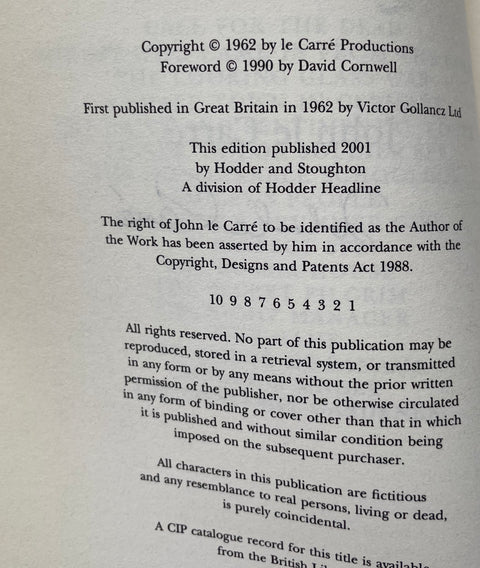 Copyright © 1962 by le Carré Productions
Foreword © 1990 by David Cornwell
First published in Great Britain in 1962 by Victor Gollancz Ltd
This edition published 2001
by Hodder and Stoughton
A division of Hodder Headline
The right of John le Carré to be identified as the Author of
the Work has been asserted by him in accordance with the
Copyright, Designs and Patents Act 1988.
10 9 8 7 6 5 4 3 2 1
All rights reserved. No part of this publication may be
reproduced, stored in a retrieval system, or transmitted
in any form or by any means without the prior written
permission of the publisher, nor be otherwise circulated
in any form of binding or cover other than that in which
it is published and without similar condition being
imposed on the subsequent purchaser.
All characters in this publication are fictitious
and any resemblance to real persons, living or dead,
is purely coincidental.
A CIP catalogue record for this title is
from the British